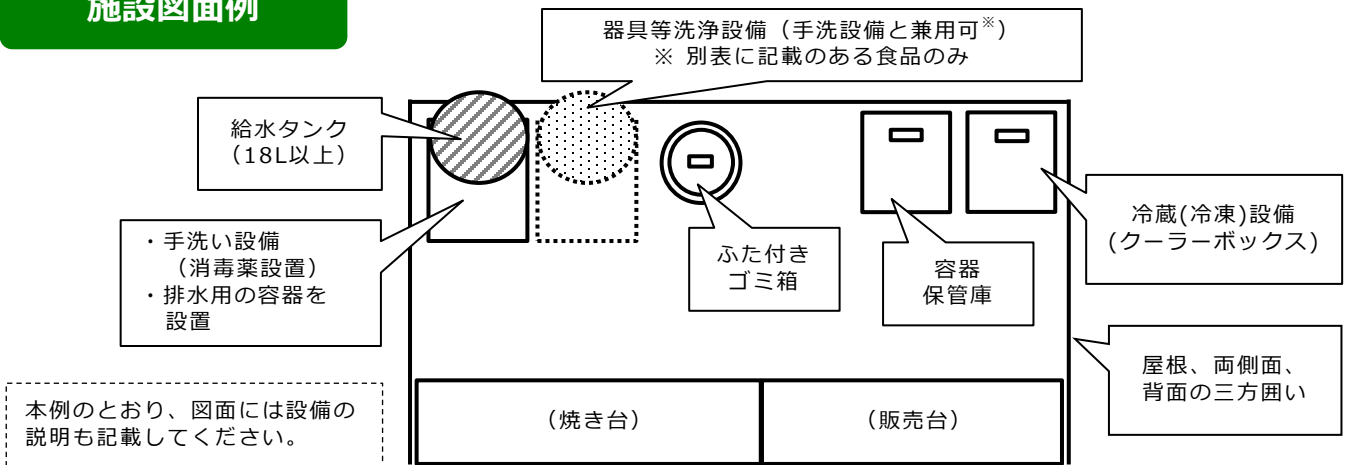 施設図面例
器具等洗浄設備（手洗設備と兼用可※）
※ 別表に記載のある食品のみ
給水タンク
（18L以上）
・手洗い設備
（消毒薬設置）
・排水用の容器を
設置
ふた付き
ゴミ箱
容器
保管庫
冷蔵(冷凍)設備
(クーラーボックス)
屋根、両側面、
背面の三方囲い
本例のとおり、図面には設備の
説明も記載してください。
（焼き台）
（販売台）